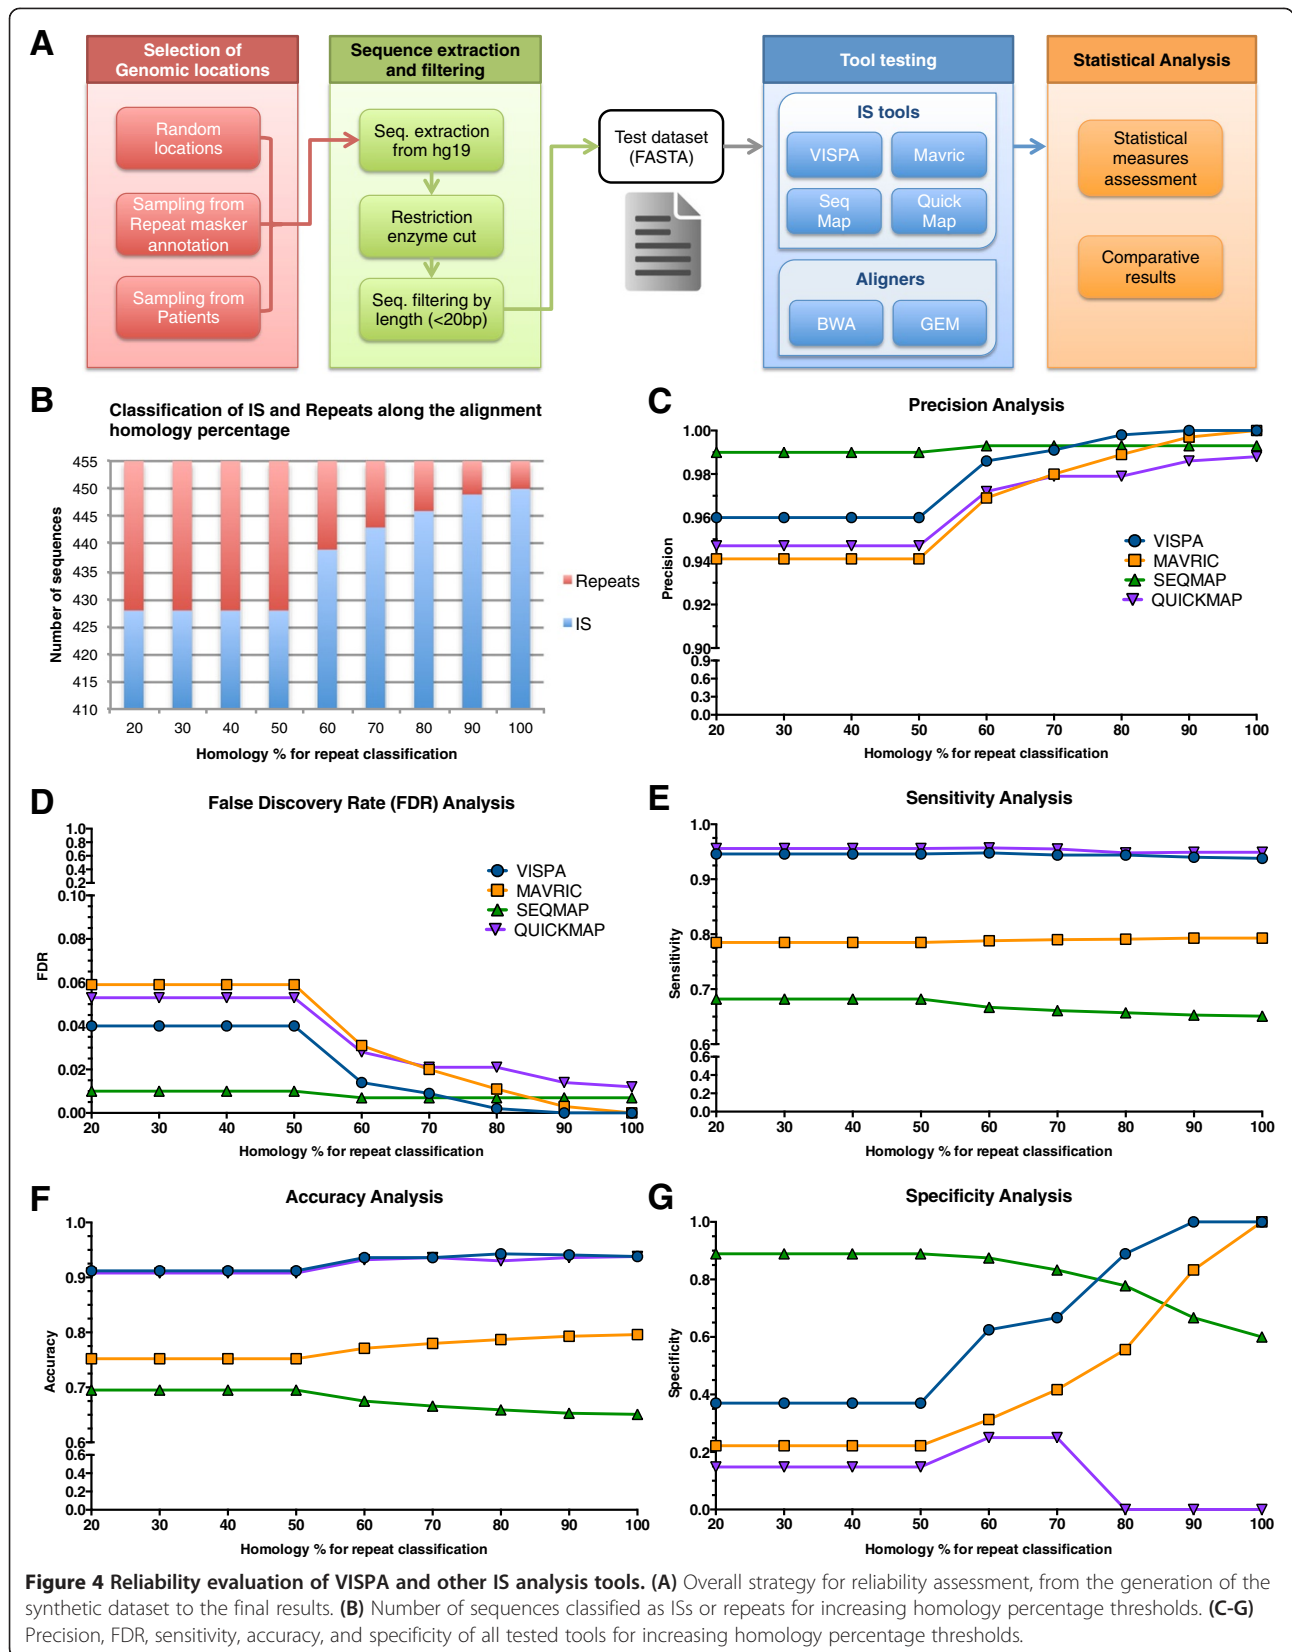 A
Selection of
Genomic locations
Random
locations
Sampling from
Repeat masker
annotation
Sampling from
Patients
Sequence extraction
and filtering
Seq. extraction
from hg19
Restriction
enzyme cut
Seq. filtering by
length (<20bp)
Test dataset
(FASTA)
Tool testing
IS tools
VISPA
Mavric
Seq
Map
Quick
Map
Aligners
BWA
GEM
Statistical Analysis
Statistical
measures
assessment
Comparative
results
B
Classification of IS and Repeats along the alignment
homology percentage
Number of sequences
455
450
445
440
435
430
425
420
415
410
20 30 40 50 60 70 80 90 100
Homology % for repeat classification
Repeats
IS
C
Precision Analysis
Precision
1.00
0.98
0.96
0.94
0.92
0.90
0.9
0.6
0.3
0.0
20 30 40 50 60 70 80 90 100
Homology % for repeat classification
VISPA
MAVRIC
SEQMAP
QUICKMAP
D
False Discovery Rate (FDR) Analysis
FDR
1.0
0.8
0.6
0.4
0.2
0.10
0.08
0.06
0.04
0.02
0.00
20 30 40 50 60 70 80 90 100
Homology % for repeat classification
VISPA
MAVRIC
SEQMAP
QUICKMAP
E
Sensitivity Analysis
Sensitivity
1.0
0.9
0.8
0.7
0.6
0.6
0.4
0.2
0.0
20 30 40 50 60 70 80 90 100
Homology % for repeat classification
F
Accuracy Analysis
Accuracy
1.0
0.9
0.8
0.7
0.6
0.6
0.4
0.2
0.0
20 30 40 50 60 70 80 90 100
Homology % for repeat classification
G
Specificity Analysis
Specificity
1.0
0.8
0.6
0.4
0.2
0.0
20 30 40 50 60 70 80 90 100
Homology % for repeat classification
Figure 4 Reliability evaluation of VISPA and other IS analysis tools. (A) Overall strategy for reliability assessment, from the generation of the
synthetic dataset to the final results. (B) Number of sequences classified as ISs or repeats for increasing homology percentage thresholds. (C-G)
Precision, FDR, sensitivity, accuracy, and specificity of all tested tools for increasing homology percentage thresholds.